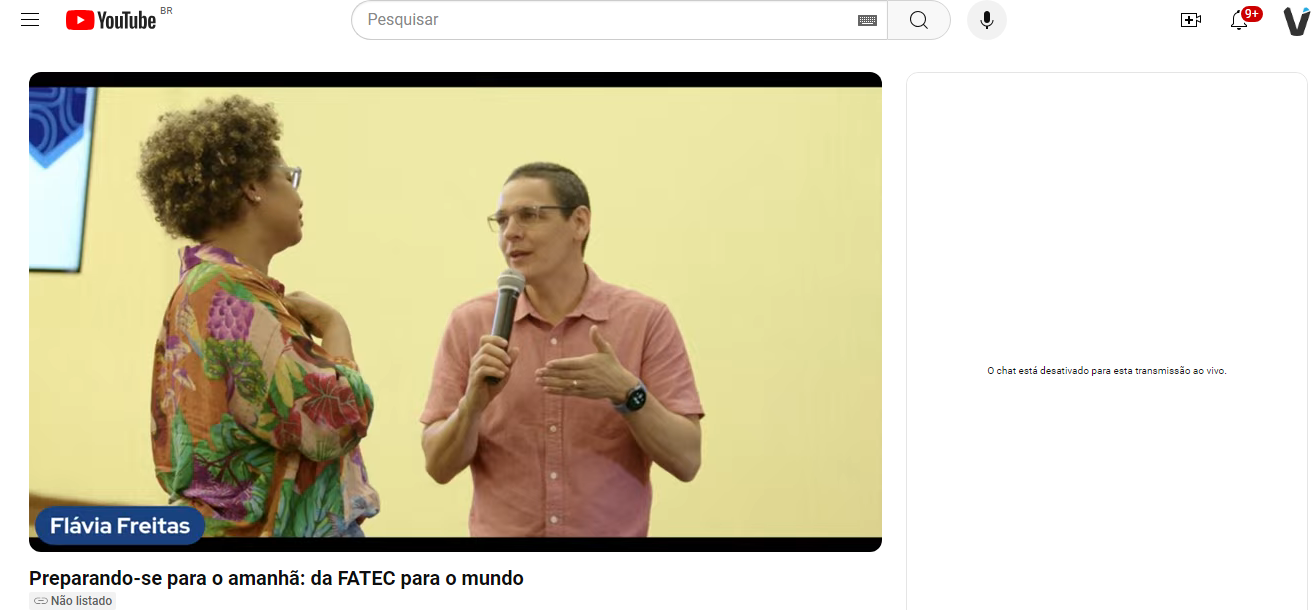 YouTube BR
Pesquisar
9+
O chat está desativado para esta transmissão ao vivo.
Flávia Freitas
Preparando-se para o amanhã: da FATEC para o mundo
Não listado